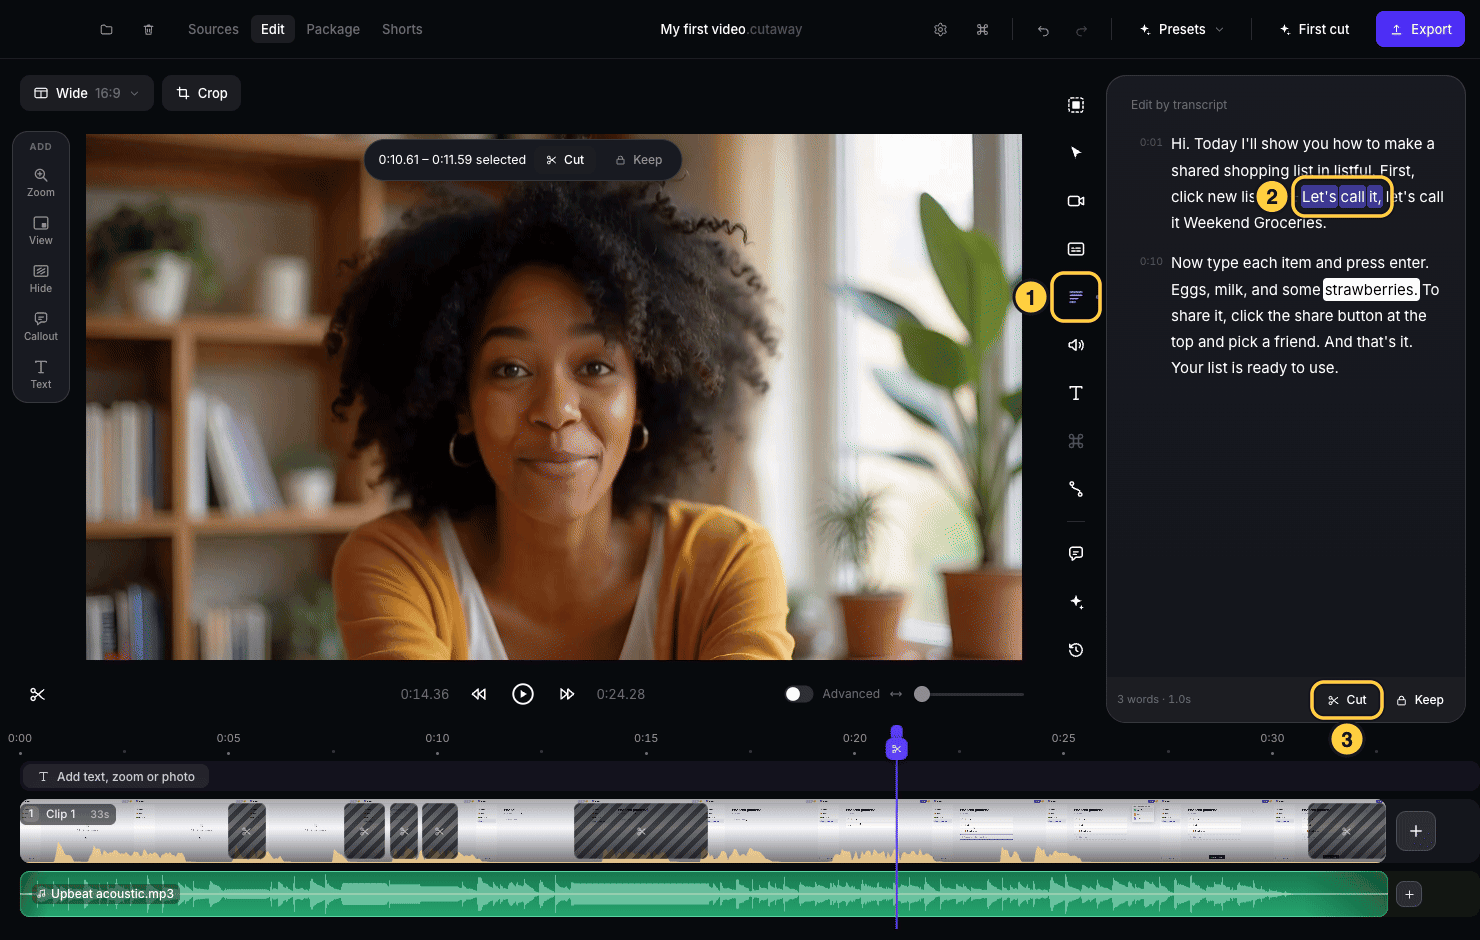 Sources
Edit
Package
Shorts
My first video.cutaway
Presets
First cut
Export
Wide 16:9
Crop
ADD
Zoom
View
Hide
Callout
Text
0:10.61 – 0:11.59 selected
Cut
Keep
1
Edit by transcript
0:01
Hi. Today I'll show you how to make a
shared shopping list in listful. First,
click new lis
2
Let's call it, let's call
it Weekend Groceries.
0:10
Now type each item and press enter.
Eggs, milk, and some strawberries. To
share it, click the share button at the
top and pick a friend. And that's it.
Your list is ready to use.
3 words · 1.0s
Cut
Keep
3
0:14.36
0:24.28
Advanced
0:00
0:05
0:10
0:15
0:20
0:25
0:30
Add text, zoom or photo
1 Clip 1 33s
Upbeat acoustic.mp3